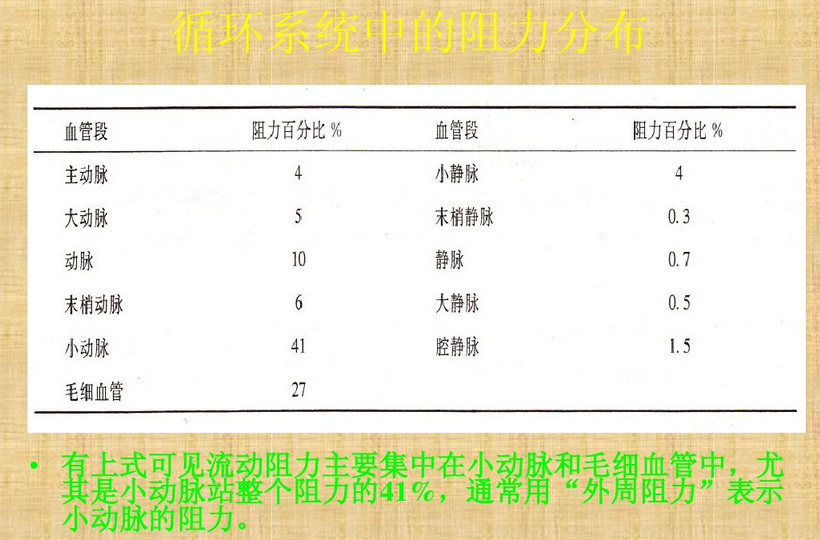 循环系统中的阻力分布
血管段 阻力百分比 % 血管段 阻力百分比 %
主动脉 4 小静脉 4
大动脉 5 末梢静脉 0.3
动脉 10 静脉 0.7
末梢动脉 6 大静脉 0.5
小动脉 41 腔静脉 1.5
毛细血管 27
• 有上式可见流动阻力主要集中在小动脉和毛细血管中，尤
其是小动脉站整个阻力的41%，通常用“外周阻力”表示
小动脉的阻力。